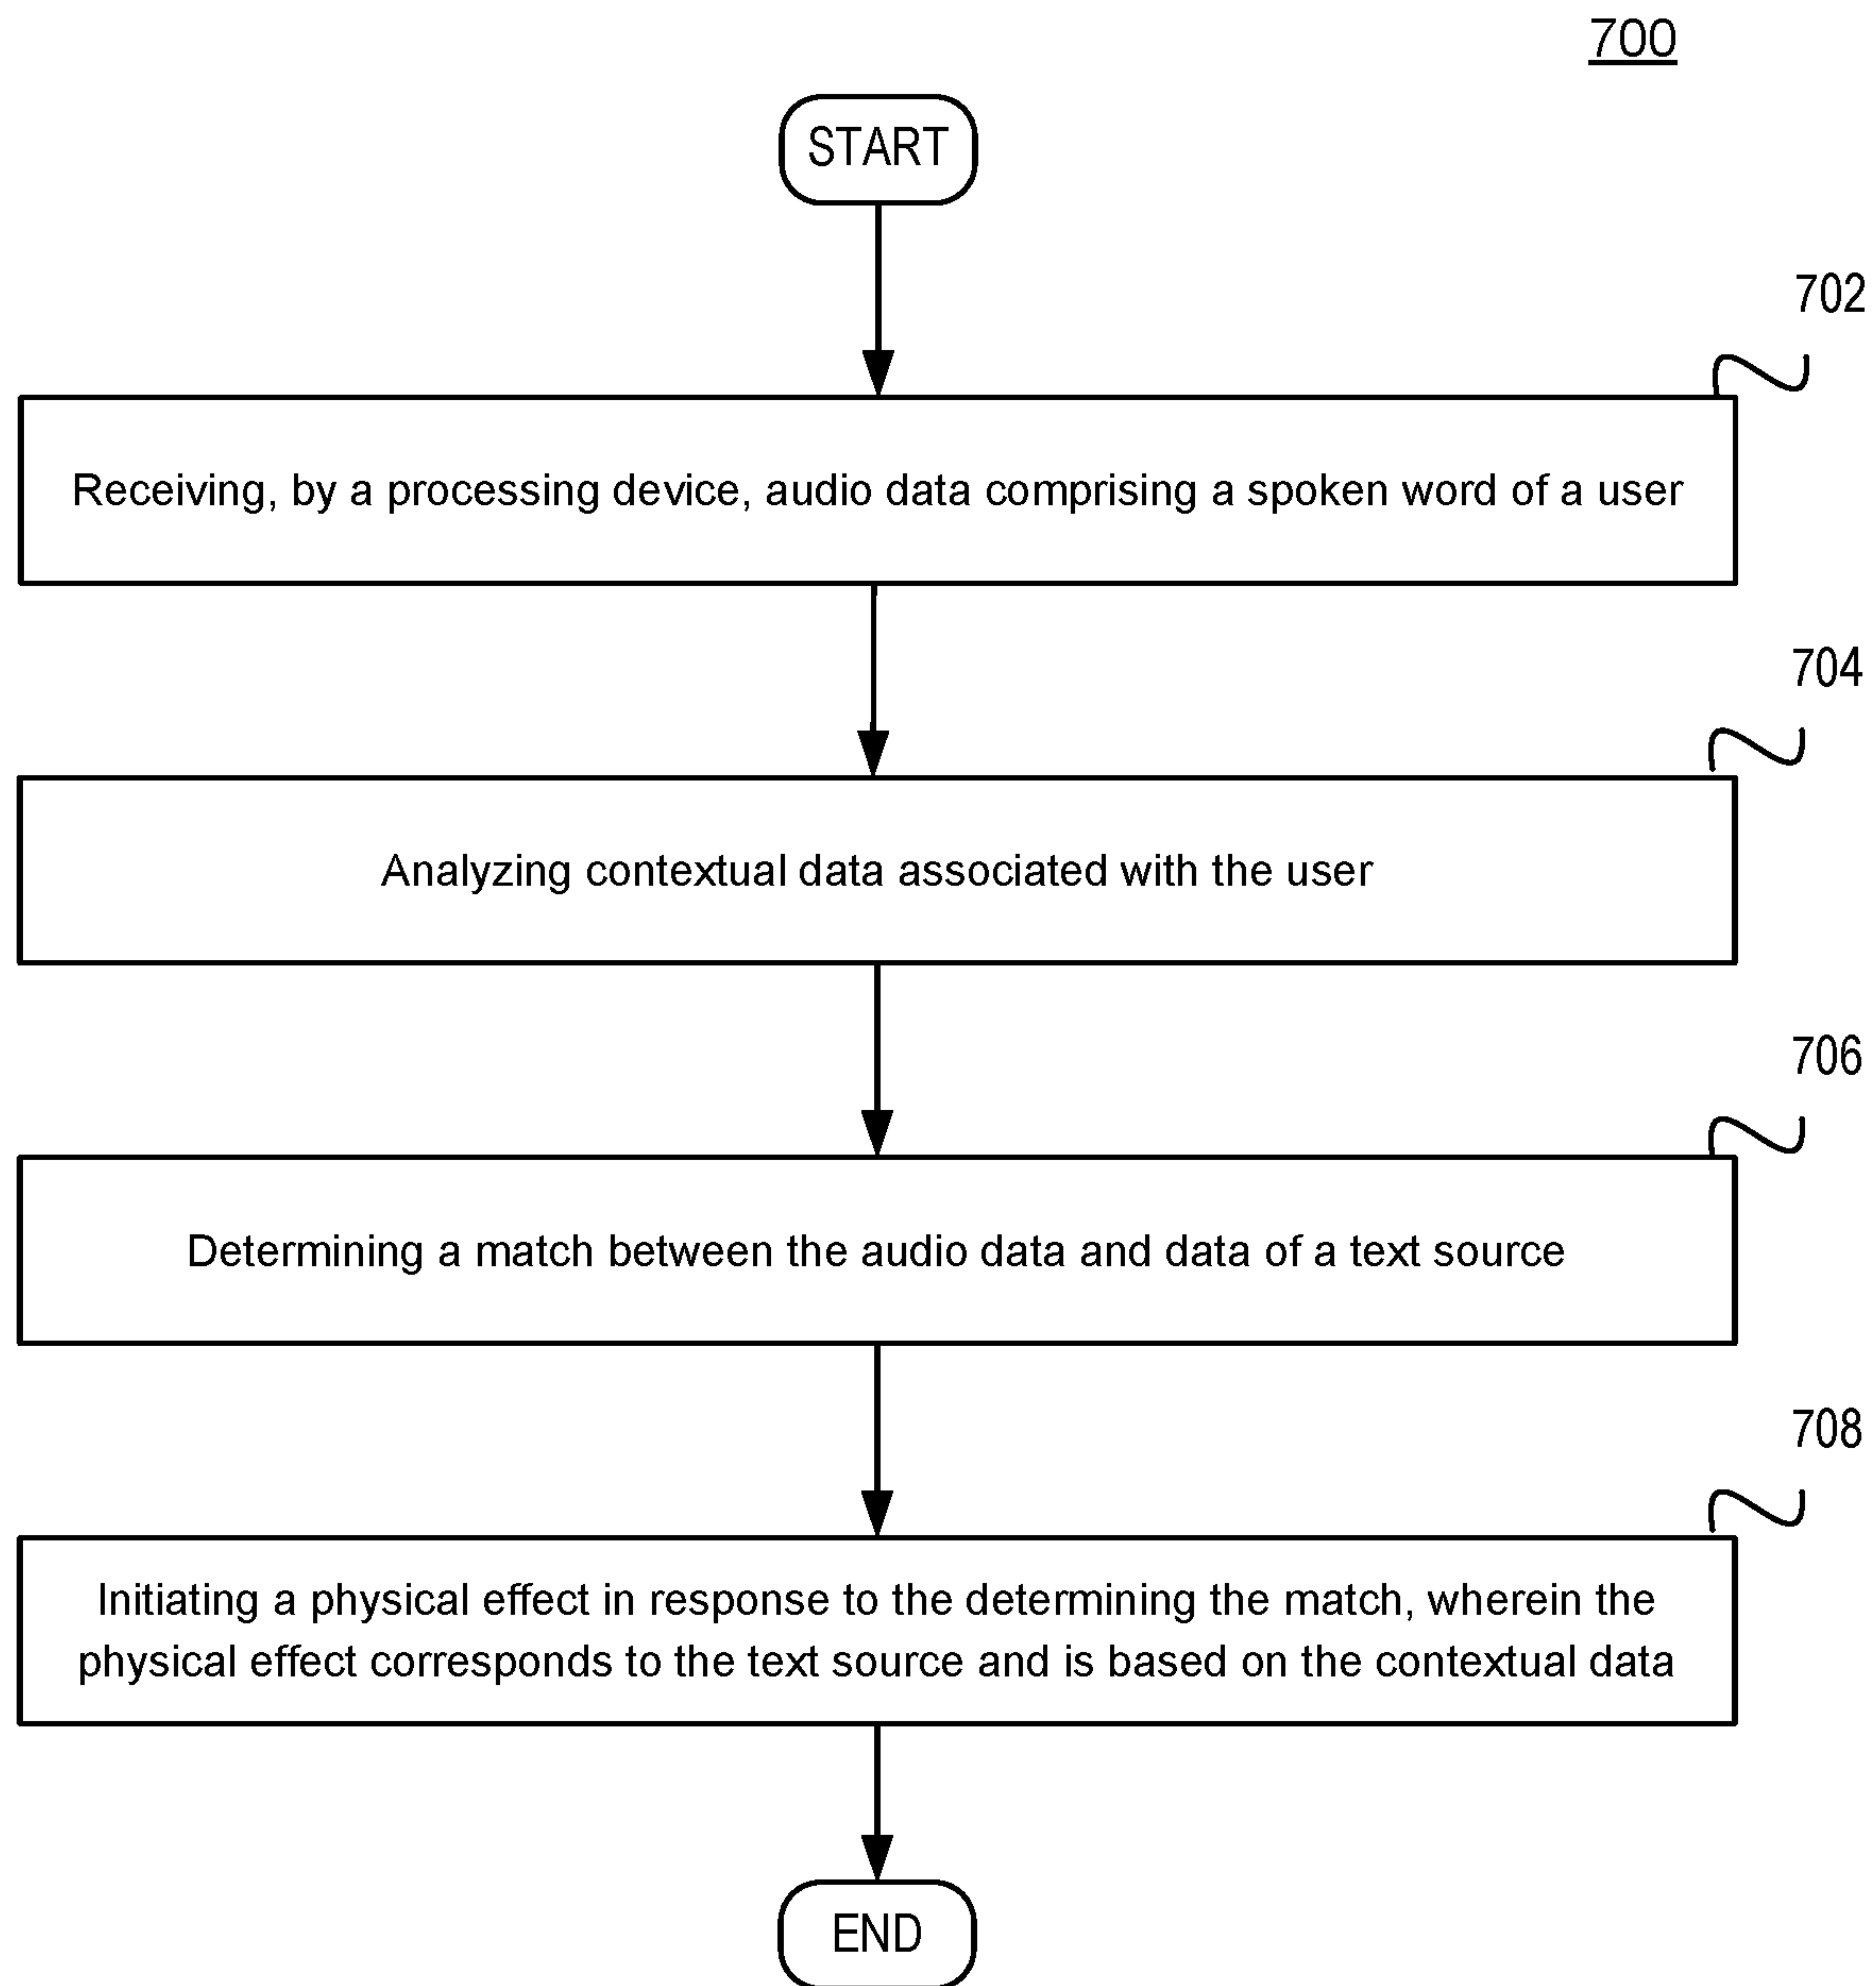 700
START
702
Receiving, by a processing device, audio data comprising a spoken word of a user
704
Analyzing contextual data associated with the user
706
Determining a match between the audio data and data of a text source
708
Initiating a physical effect in response to the determining the match, wherein the
physical effect corresponds to the text source and is based on the contextual data
END